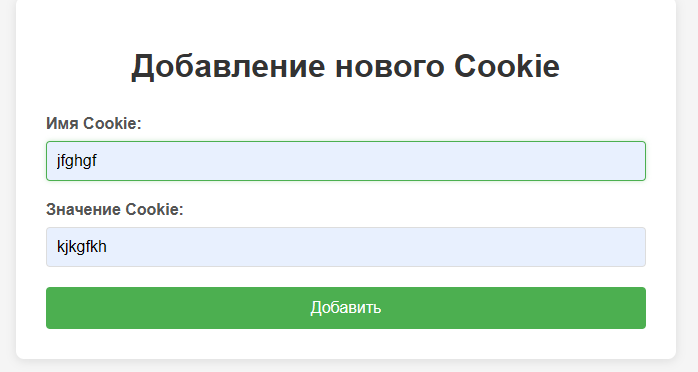 Добавление нового Cookie
Имя Cookie:
jfghgf
Значение Cookie:
kjkgfkh
Добавить